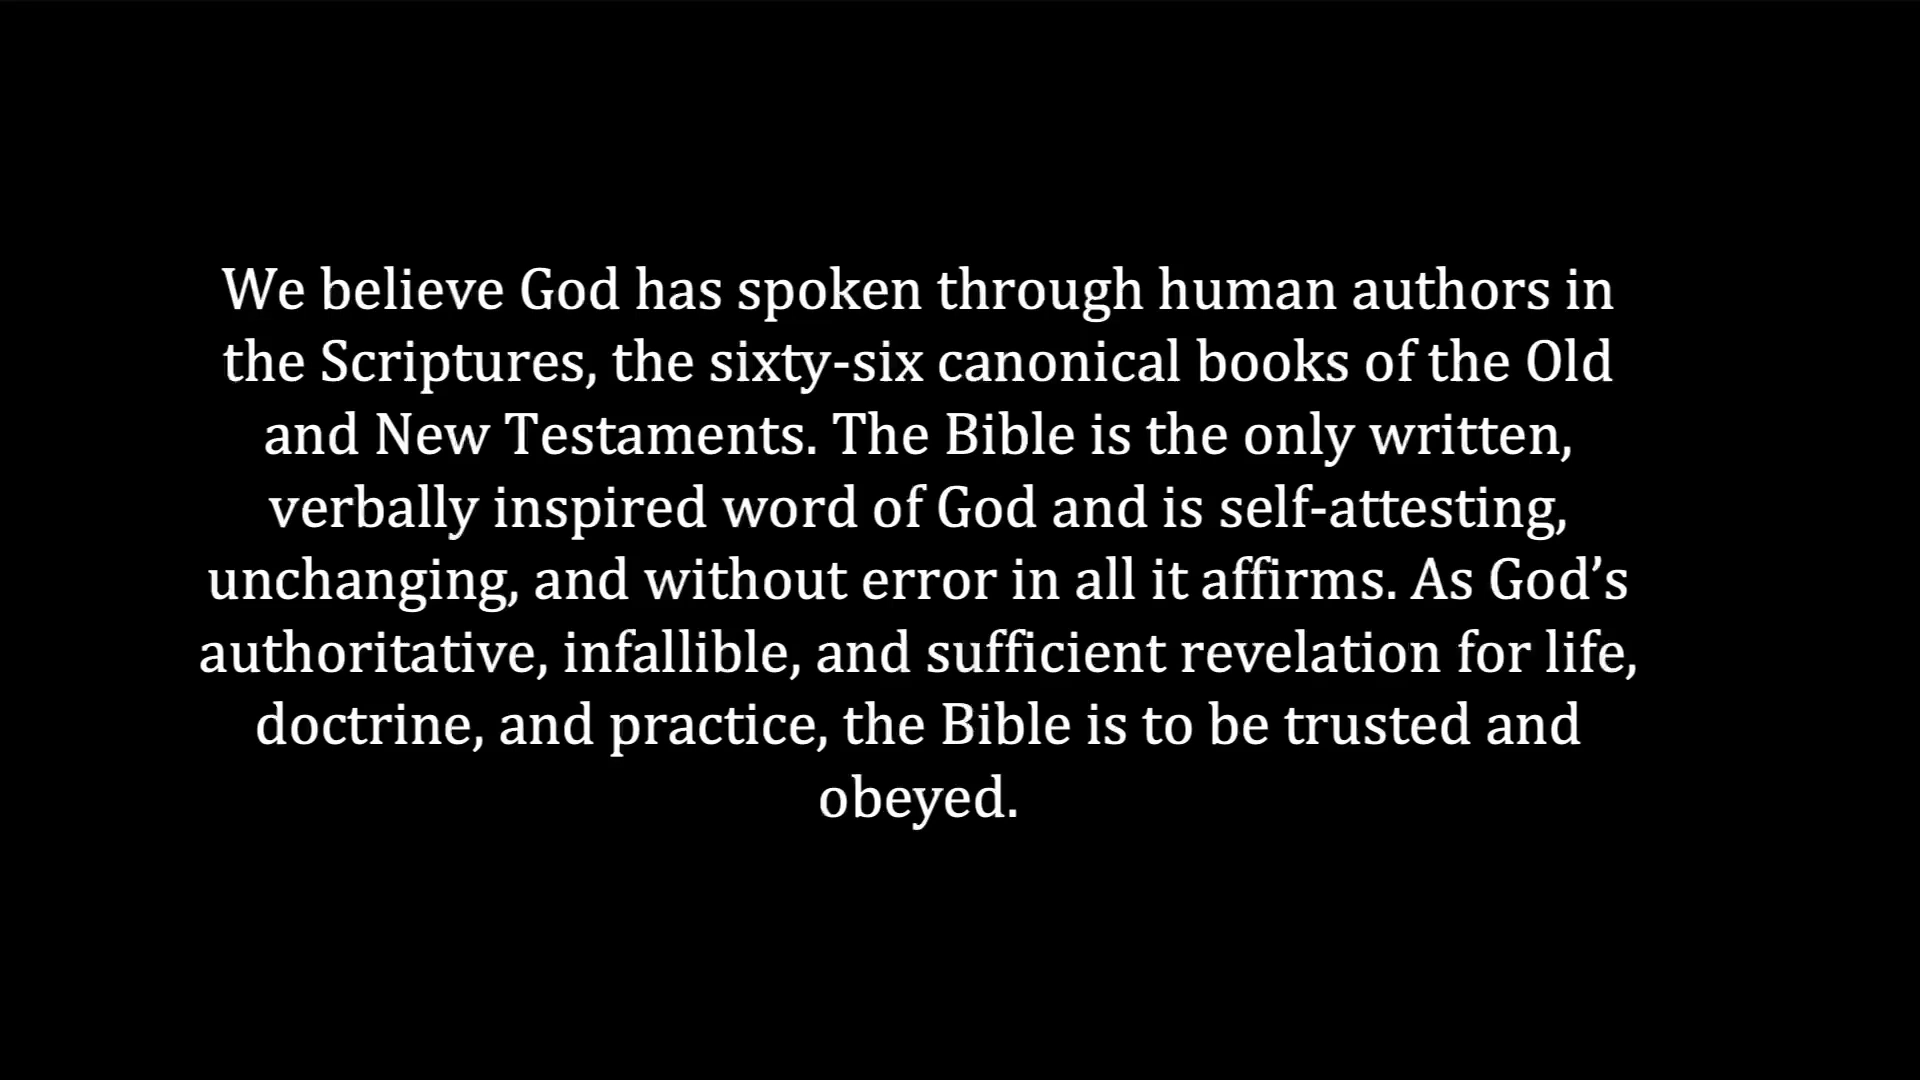 We believe God has spoken through human authors in
the Scriptures, the sixty-six canonical books of the Old
and New Testaments. The Bible is the only written,
verbally inspired word of God and is self-attesting,
unchanging, and without error in all it affirms. As God’s
authoritative, infallible, and sufficient revelation for life,
doctrine, and practice, the Bible is to be trusted and
obeyed.